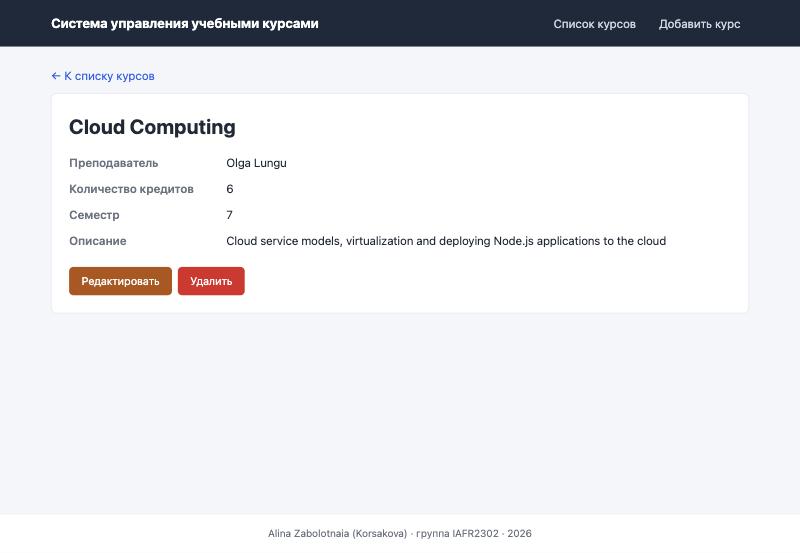 Система управления учебными курсами Список курсов Добавить курс
← К списку курсов
Cloud Computing
Преподаватель Olga Lungu
Количество кредитов 6
Семестр 7
Описание Cloud service models, virtualization and deploying Node.js applications to the cloud
Редактировать Удалить
Alina Zabolotnaia (Korsakova) · группа IAFR2302 · 2026